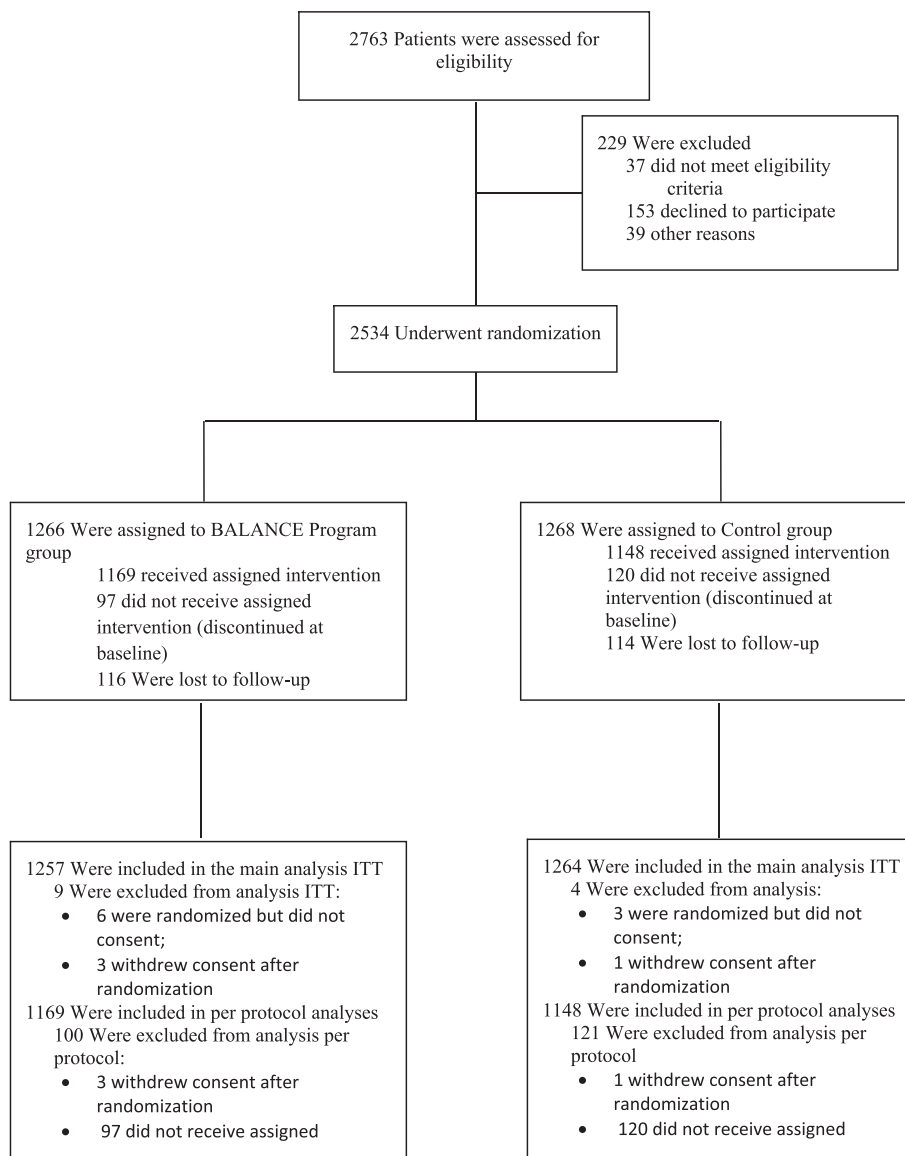 2763 Patients were assessed for
eligibility
229 Were excluded
37 did not meet eligibility
criteria
153 declined to participate
39 other reasons
2534 Underwent randomization
1266 Were assigned to BALANCE Program
group
1169 received assigned intervention
97 did not receive assigned
intervention (discontinued at
baseline)
116 Were lost to follow-up
1268 Were assigned to Control group
1148 received assigned intervention
120 did not receive assigned
intervention (discontinued at
baseline)
114 Were lost to follow-up
1257 Were included in the main analysis ITT
9 Were excluded from analysis ITT:
• 6 were randomized but did not
consent;
• 3 withdrew consent after
randomization
1169 Were included in per protocol analyses
100 Were excluded from analysis per
protocol:
• 3 withdrew consent after
randomization
• 97 did not receive assigned
1264 Were included in the main analysis ITT
4 Were excluded from analysis:
• 3 were randomized but did not
consent;
• 1 withdrew consent after
randomization
1148 Were included in per protocol analyses
121 Were excluded from analysis per
protocol
• 1 withdrew consent after
randomization
• 120 did not receive assigned